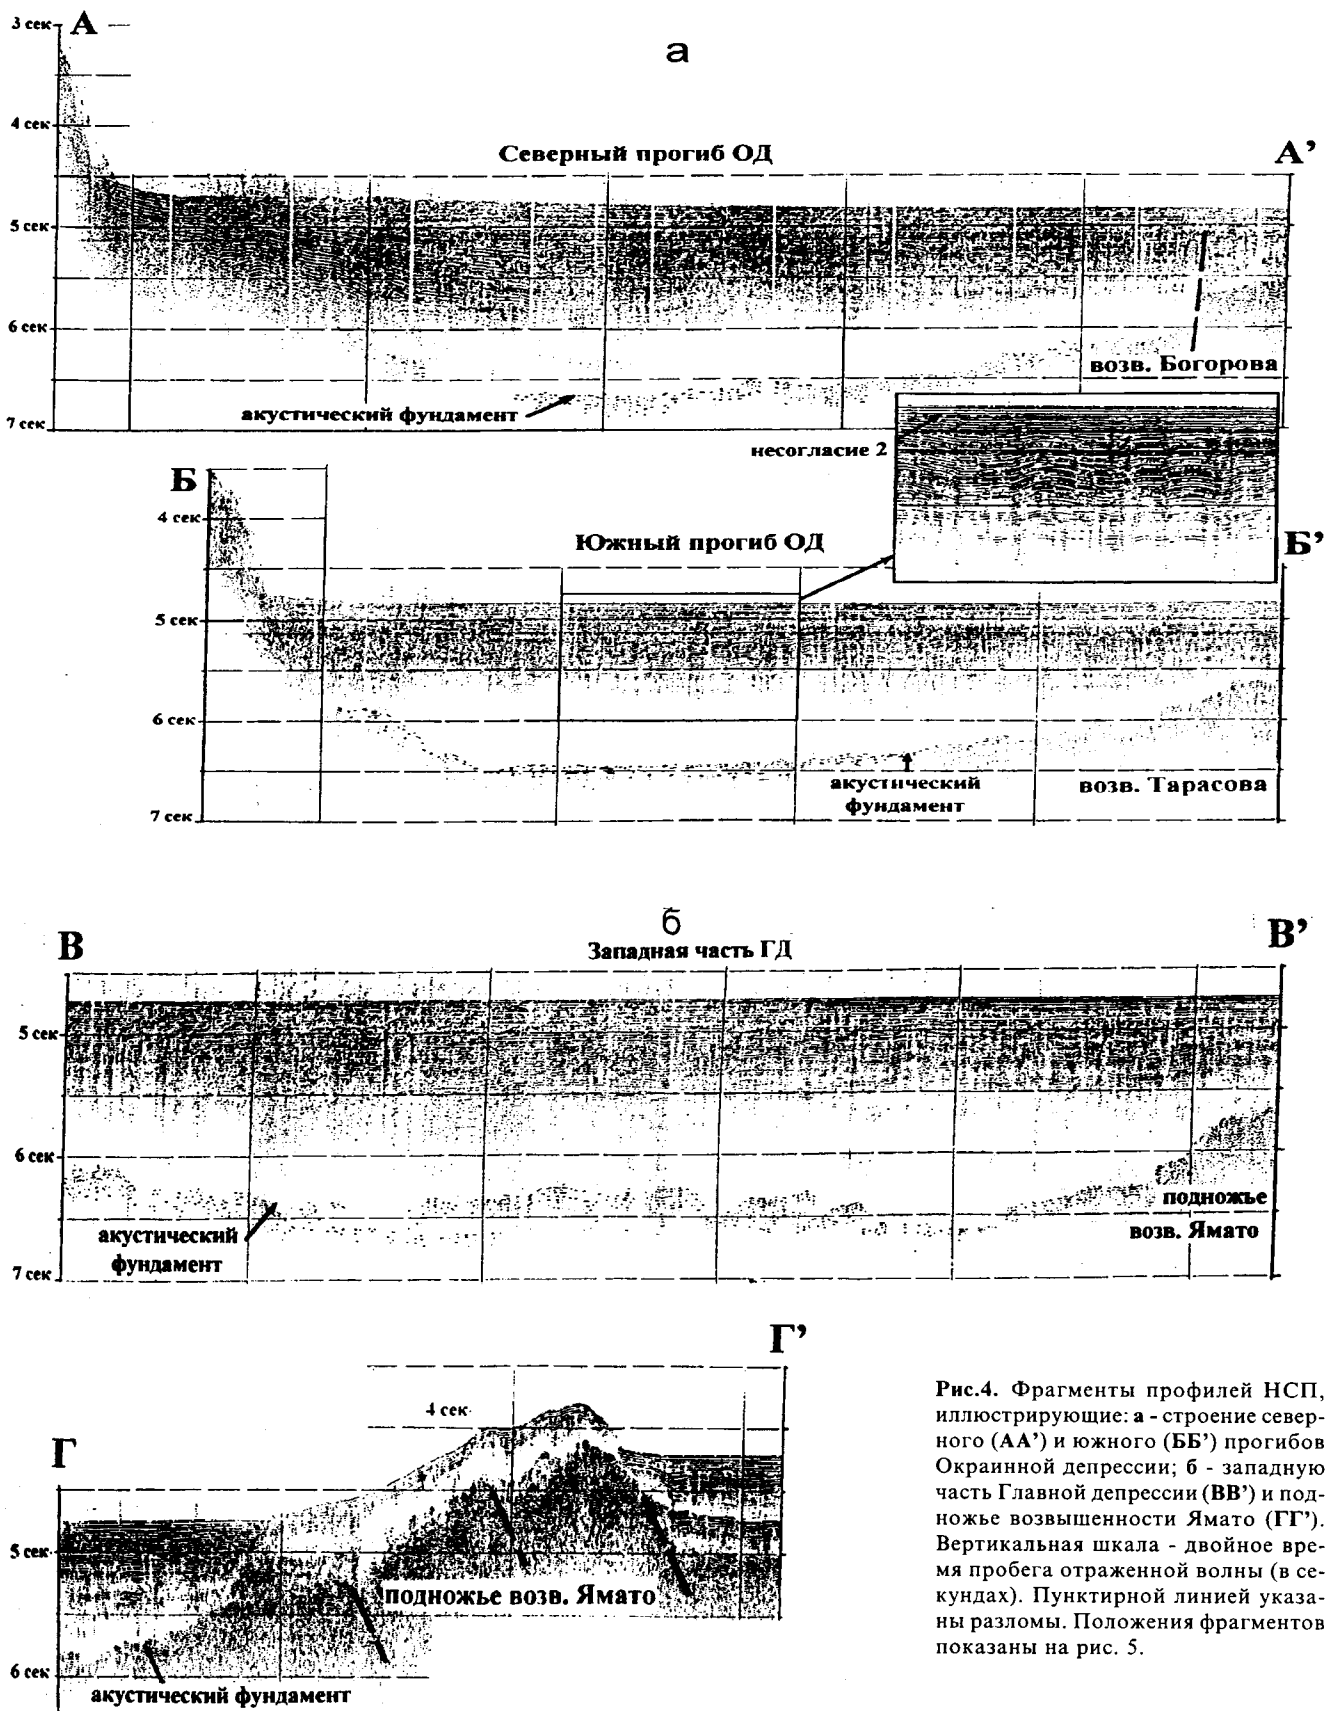 3 сек
А
а
4 сек
Северный прогиб ОД
А’
5 сек
6 сек
возв. Богорова
акустический фундамент
7 сек
несогласие 2
Б
4 сек
Южный прогиб ОД
Б’
5 сек
6 сек
акустический
фундамент
возв. Тарасова
7 сек
б
В
Западная часть ГД
В’
5 сек
6 сек
подножье
возв. Ямато
акустический
фундамент
7 сек
Г’
4 сек
Г
5 сек
подножье возв. Ямато
6 сек
акустический фундамент
Рис.4. Фрагменты профилей НСП,
иллюстрирующие: а - строение север-
ного (АА’) и южного (ББ’) прогибов
Окраинной депрессии; б - западную
часть Главной депрессии (ВВ’) и под-
ножье возвышенности Ямато (ГГ’).
Вертикальная шкала - двойное вре-
мя пробега отраженной волны (в се-
кундах). Пунктирной линией указа-
ны разломы. Положения фрагментов
показаны на рис. 5.